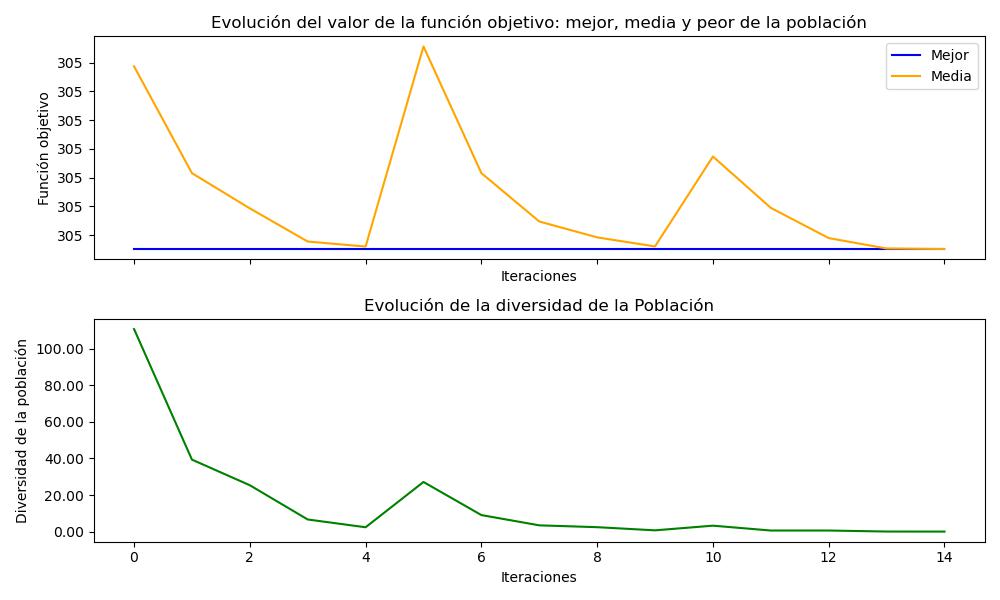 Evolución del valor de la función objetivo: mejor, media y peor de la población
305
305
305
305
305
305
305
Función objetivo
Mejor
Media
Iteraciones
Evolución de la diversidad de la Población
100.00
80.00
60.00
40.00
20.00
0.00
Diversidad de la población
0 2 4 6 8 10 12 14
Iteraciones